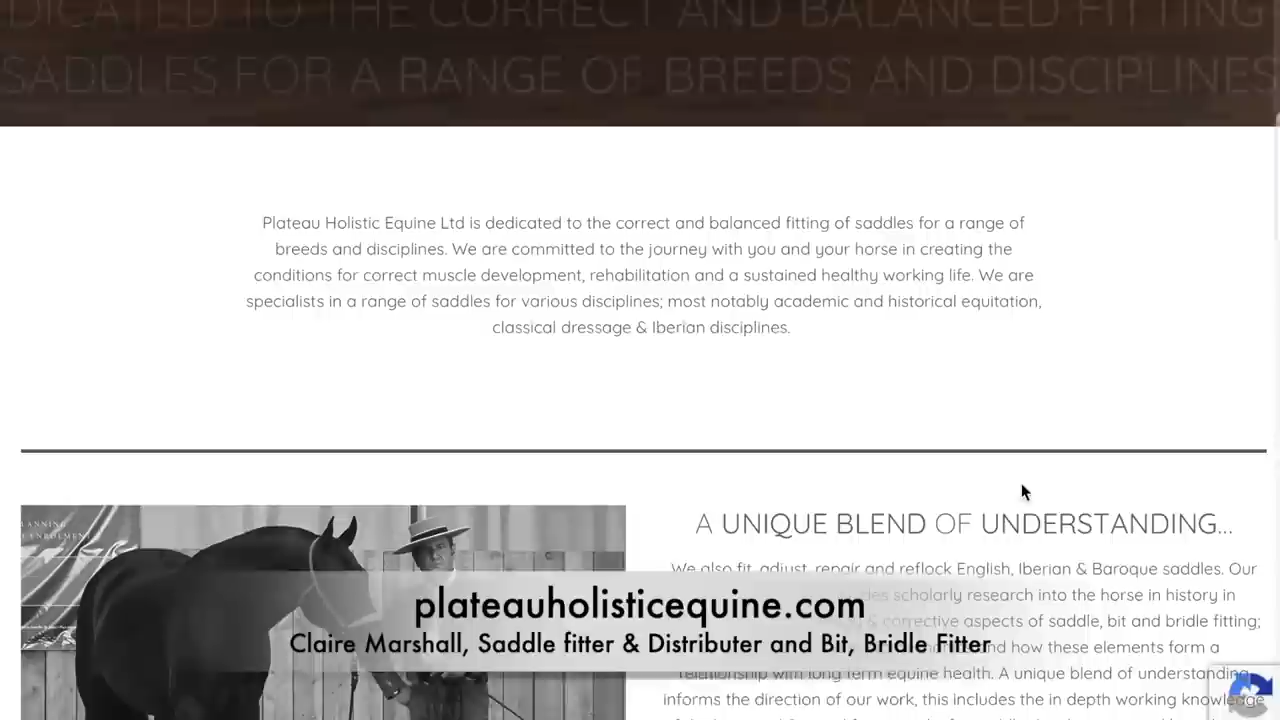 DICATED TO THE CORRECT AND BALANCED FITTING
SADDLES FOR A RANGE OF BREEDS AND DISCIPLINES
Plateau Holistic Equine Ltd is dedicated to the correct and balanced fitting of saddles for a range of
breeds and disciplines. We are committed to the journey with you and your horse in creating the
conditions for correct muscle development, rehabilitation and a sustained healthy working life. We are
specialists in a range of saddles for various disciplines; most notably academic and historical equitation,
classical dressage & Iberian disciplines.
A UNIQUE BLEND OF UNDERSTANDING...
We also fit, adjust, repair and reflock English, Iberian & Baroque saddles. Our
scholarly research into the horse in history in
& corrective aspects of saddle, bit and bridle fitting;
and how these elements form a
relationship with long term equine health. A unique blend of understanding
informs the direction of our work, this includes the in depth working knowledge
plateauholisticequine.com
Claire Marshall, Saddle fitter & Distributer and Bit, Bridle Fitter